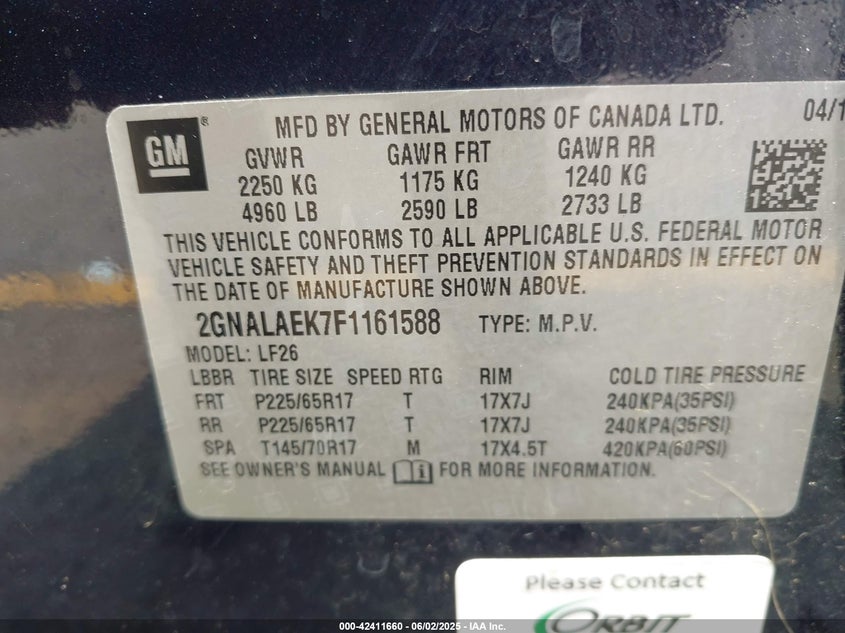 GM ®
MFD BY GENERAL MOTORS OF CANADA LTD. 04/1
GVWR GAWR FRT GAWR RR
2250 KG 1175 KG 1240 KG
4960 LB 2590 LB 2733 LB
THIS VEHICLE CONFORMS TO ALL APPLICABLE U.S. FEDERAL MOTOR
VEHICLE SAFETY AND THEFT PREVENTION STANDARDS IN EFFECT ON
THE DATE OF MANUFACTURE SHOWN ABOVE.
2GNALAEK7F1161588 TYPE: M.P.V.
MODEL: LF26
LBBR TIRE SIZE SPEED RTG RIM COLD TIRE PRESSURE
FRT P225/65R17 T 17X7J 240KPA(35PSI)
RR P225/65R17 T 17X7J 240KPA(35PSI)
SPA T145/70R17 M 17X4.5T 420KPA(60PSI)
SEE OWNER'S MANUAL FOR MORE INFORMATION.
Please Contact
ORBIT
000-42411660 - 06/02/2025 - IAA Inc.